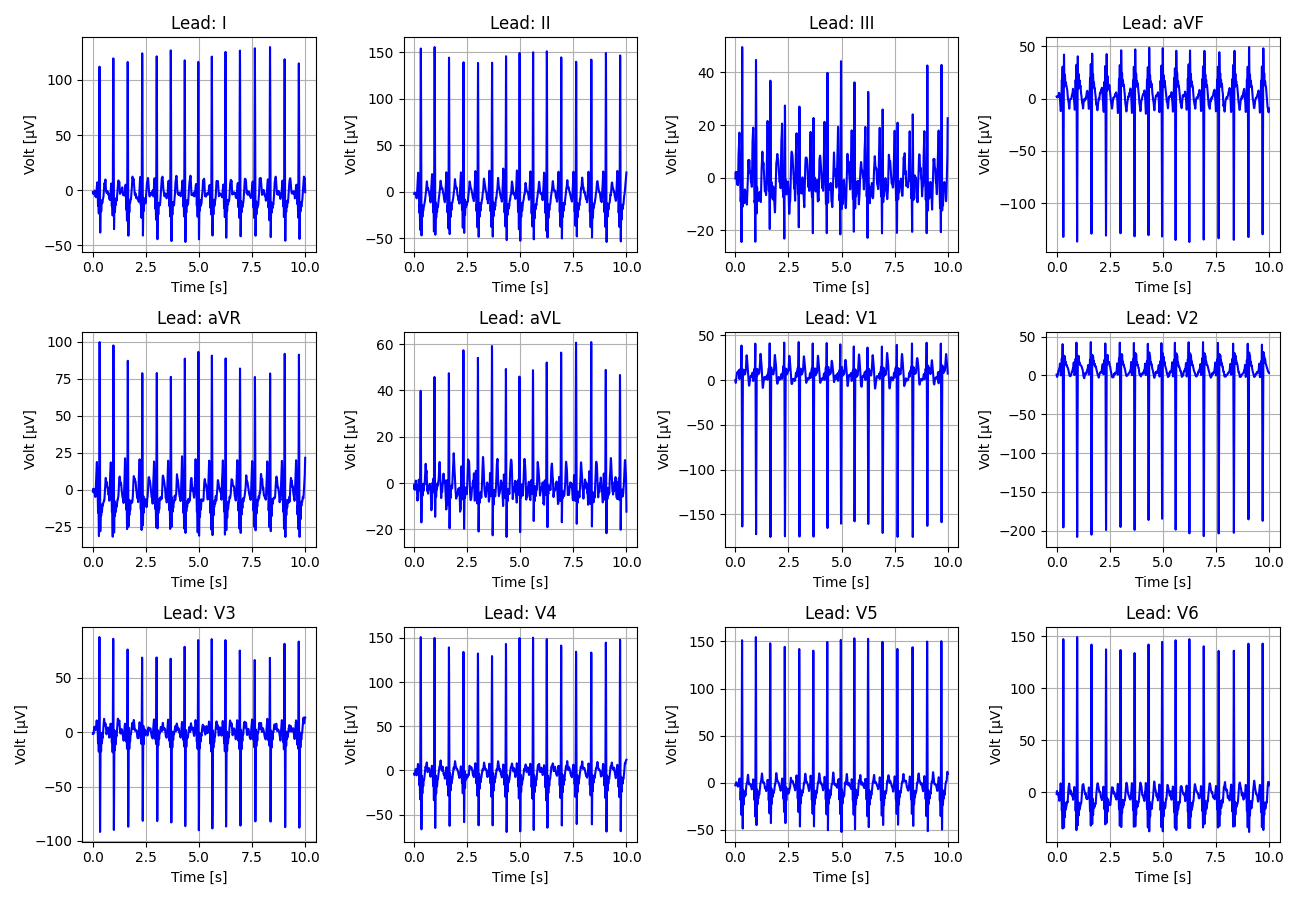 Lead: I
Lead: II
Lead: III
Lead: aVF
Volt [µV]
100
50
0
−50
0.0 2.5 5.0 7.5 10.0
Time [s]
Volt [µV]
150
100
50
0
−50
0.0 2.5 5.0 7.5 10.0
Time [s]
Volt [µV]
40
20
0
−20
0.0 2.5 5.0 7.5 10.0
Time [s]
Volt [µV]
50
0
−50
−100
0.0 2.5 5.0 7.5 10.0
Time [s]
Lead: aVR
Lead: aVL
Lead: V1
Lead: V2
Volt [µV]
100
75
50
25
0
−25
0.0 2.5 5.0 7.5 10.0
Time [s]
Volt [µV]
60
40
20
0
−20
0.0 2.5 5.0 7.5 10.0
Time [s]
Volt [µV]
50
0
−50
−100
−150
0.0 2.5 5.0 7.5 10.0
Time [s]
Volt [µV]
50
0
−50
−100
−150
−200
0.0 2.5 5.0 7.5 10.0
Time [s]
Lead: V3
Lead: V4
Lead: V5
Lead: V6
Volt [µV]
50
0
−50
−100
0.0 2.5 5.0 7.5 10.0
Time [s]
Volt [µV]
150
100
50
0
−50
0.0 2.5 5.0 7.5 10.0
Time [s]
Volt [µV]
150
100
50
0
−50
0.0 2.5 5.0 7.5 10.0
Time [s]
Volt [µV]
150
100
50
0
0.0 2.5 5.0 7.5 10.0
Time [s]